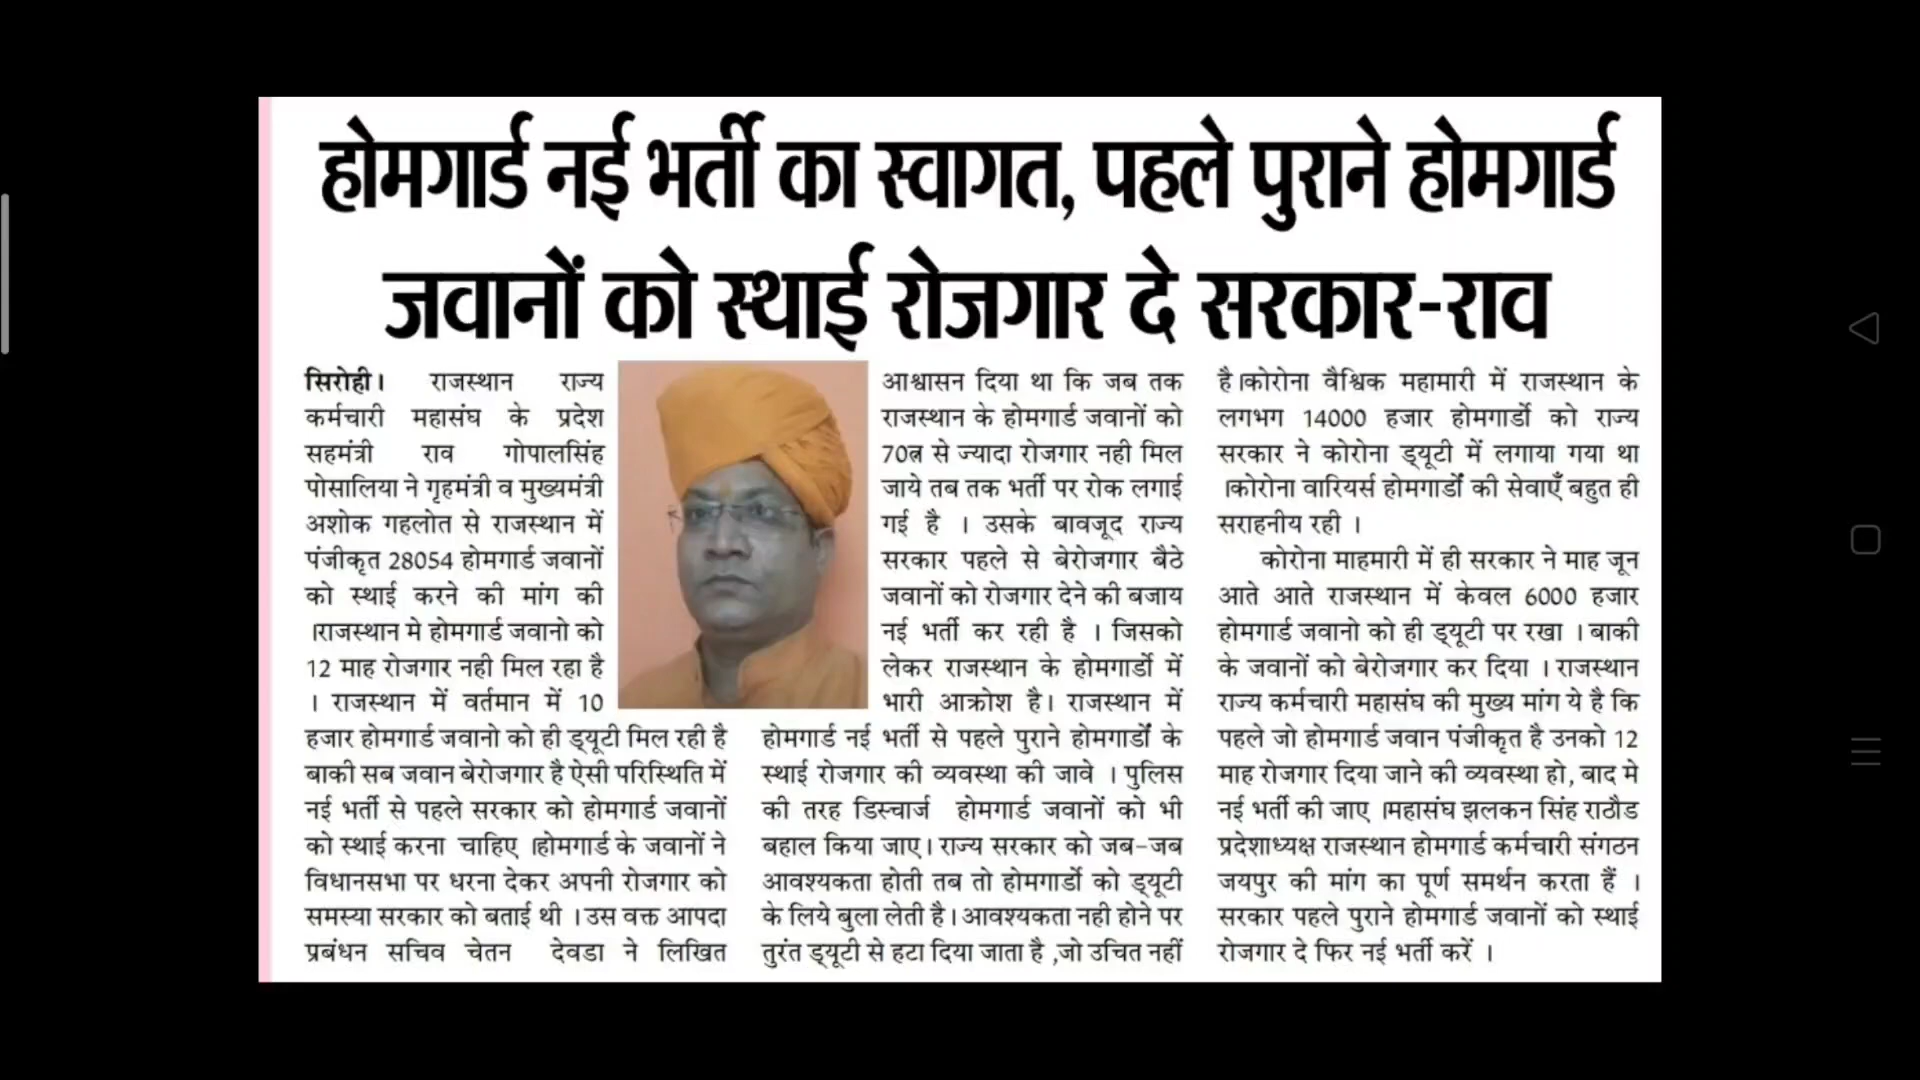 होमगार्ड नई भर्ती का स्वागत, पहले पुराने होमगार्ड
जवानों को स्थाई रोजगार दे सरकार-राव
सिरोही। राजस्थान राज्य
कर्मचारी महासंघ के प्रदेश
सहमंत्री राव गोपालसिंह
पोसालिया ने गृहमंत्री व मुख्यमंत्री
अशोक गहलोत से राजस्थान में
पंजीकृत 28054 होमगार्ड जवानों
को स्थाई करने की मांग की
।राजस्थान मे होमगार्ड जवानो को
12 माह रोजगार नही मिल रहा है
। राजस्थान में वर्तमान में 10
हजार होमगार्ड जवानो को ही ड्यूटी मिल रही है
बाकी सब जवान बेरोजगार है ऐसी परिस्थिति में
नई भर्ती से पहले सरकार को होमगार्ड जवानों
को स्थाई करना चाहिए ।होमगार्ड के जवानों ने
विधानसभा पर धरना देकर अपनी रोजगार को
समस्या सरकार को बताई थी । उस वक्त आपदा
प्रबंधन सचिव चेतन देवडा ने लिखित
आश्वासन दिया था कि जब तक
राजस्थान के होमगार्ड जवानों को
70त्न से ज्यादा रोजगार नही मिल
जाये तब तक भर्ती पर रोक लगाई
गई है । उसके बावजूद राज्य
सरकार पहले से बेरोजगार बैठे
जवानों को रोजगार देने की बजाय
नई भर्ती कर रही है । जिसको
लेकर राजस्थान के होमगार्डो में
भारी आक्रोश है। राजस्थान में
होमगार्ड नई भर्ती से पहले पुराने होमगार्डों के
स्थाई रोजगार की व्यवस्था की जावे । पुलिस
की तरह डिस्चार्ज होमगार्ड जवानों को भी
बहाल किया जाए। राज्य सरकार को जब-जब
आवश्यकता होती तब तो होमगार्डो को ड्यूटी
के लिये बुला लेती है। आवश्यकता नही होने पर
तुरंत ड्यूटी से हटा दिया जाता है ,जो उचित नहीं
है।कोरोना वैश्विक महामारी में राजस्थान के
लगभग 14000 हजार होमगार्डो को राज्य
सरकार ने कोरोना ड्यूटी में लगाया गया था
।कोरोना वारियर्स होमगार्डों की सेवाएँ बहुत ही
सराहनीय रही ।
कोरोना माहमारी में ही सरकार ने माह जून
आते आते राजस्थान में केवल 6000 हजार
होमगार्ड जवानो को ही ड्यूटी पर रखा । बाकी
के जवानों को बेरोजगार कर दिया । राजस्थान
राज्य कर्मचारी महासंघ की मुख्य मांग ये है कि
पहले जो होमगार्ड जवान पंजीकृत है उनको 12
माह रोजगार दिया जाने की व्यवस्था हो, बाद मे
नई भर्ती की जाए ।महासंघ झलकन सिंह राठौड
प्रदेशाध्यक्ष राजस्थान होमगार्ड कर्मचारी संगठन
जयपुर की मांग का पूर्ण समर्थन करता हैं ।
सरकार पहले पुराने होमगार्ड जवानों को स्थाई
रोजगार दे फिर नई भर्ती करें ।